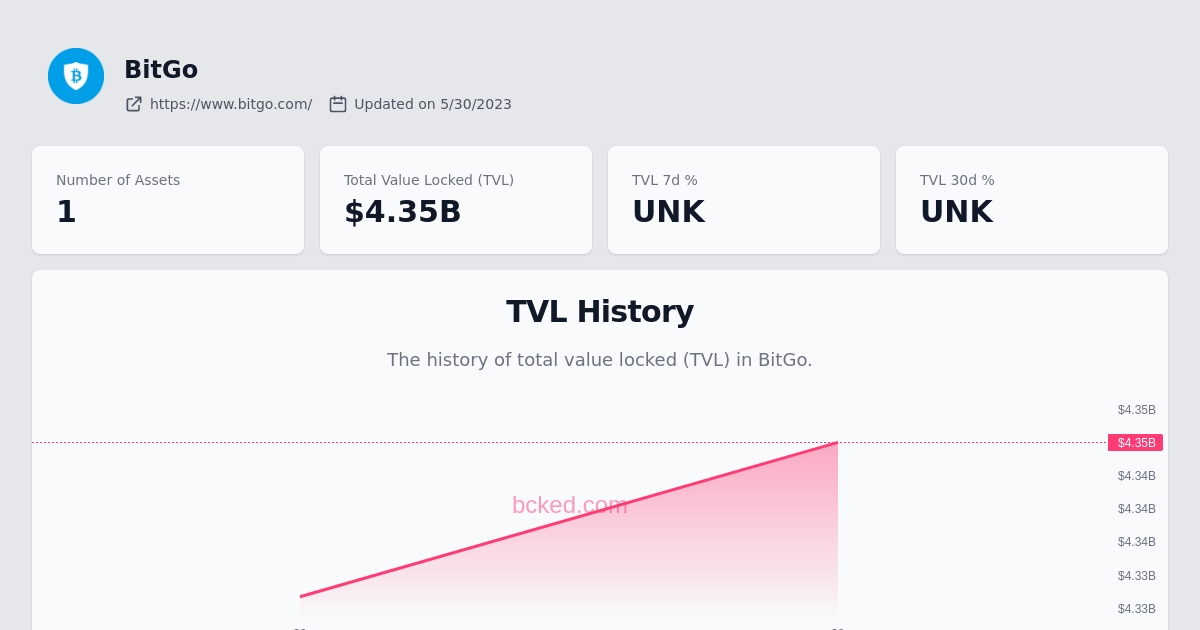 BitGo
https://www.bitgo.com/ Updated on 5/30/2023
Number of Assets
1
Total Value Locked (TVL)
$4.35B
TVL 7d %
UNK
TVL 30d %
UNK
TVL History
The history of total value locked (TVL) in BitGo.
$4.35B
$4.35B
$4.34B
bcked.com
$4.34B
$4.34B
$4.33B
$4.33B